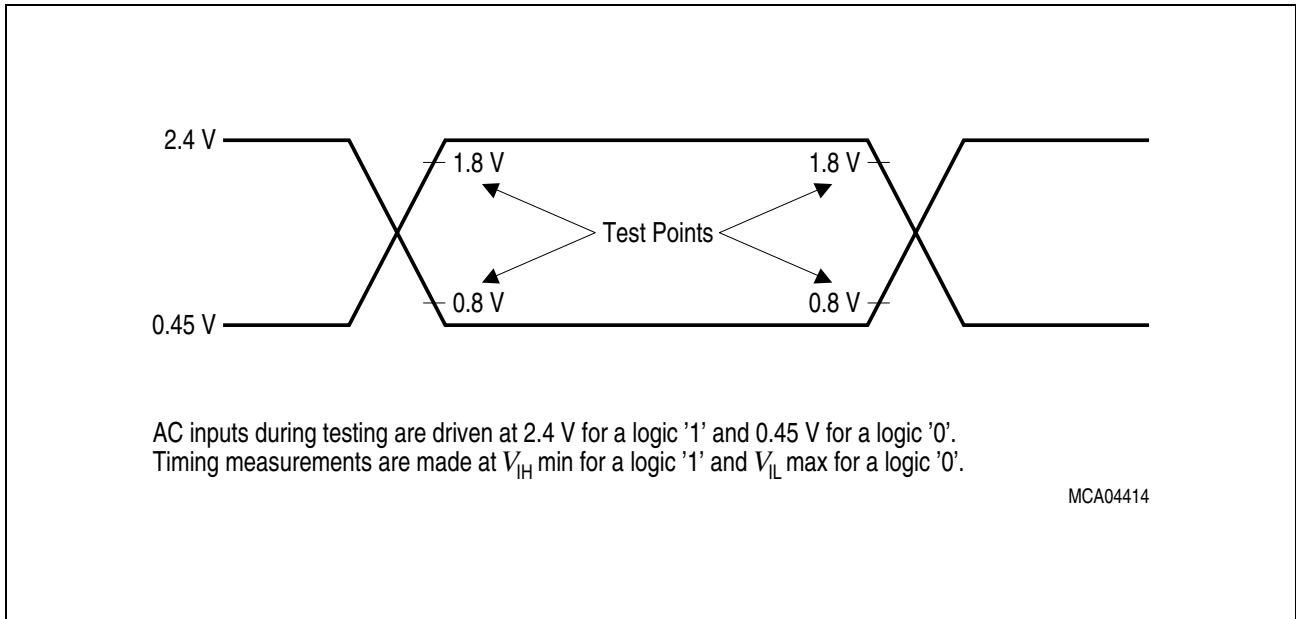 2.4 V
1.8 V
1.8 V
Test Points
0.8 V
0.8 V
0.45 V
AC inputs during testing are driven at 2.4 V for a logic '1' and 0.45 V for a logic '0'.
Timing measurements are made at VIH min for a logic '1' and VIL max for a logic '0'.
MCA04414